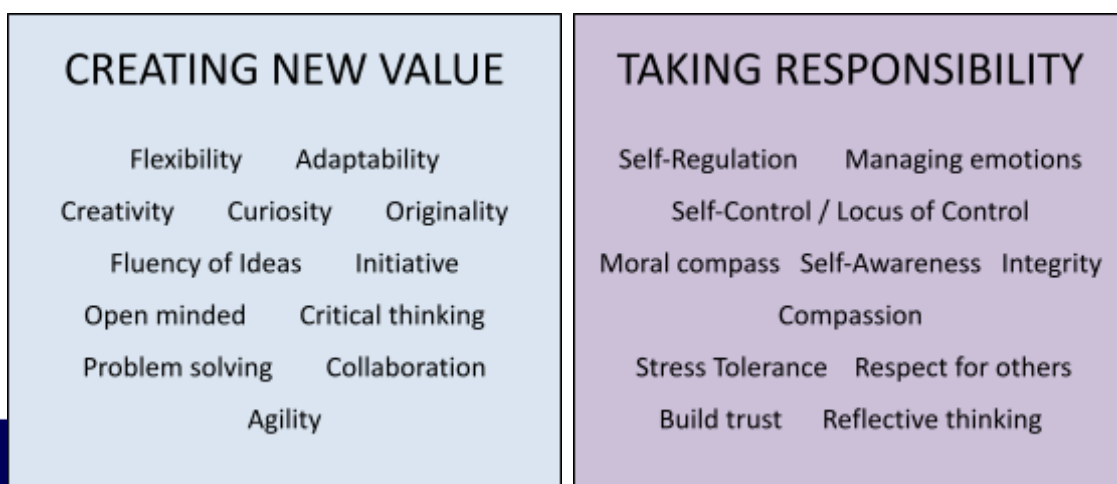 CREATING NEW VALUE
Flexibility Adaptability
Creativity Curiosity Originality
Fluency of Ideas Initiative
Open minded Critical thinking
Problem solving Collaboration
Agility
TAKING RESPONSIBILITY
Self-Regulation Managing emotions
Self-Control / Locus of Control
Moral compass Self-Awareness Integrity
Compassion
Stress Tolerance Respect for others
Build trust Reflective thinking